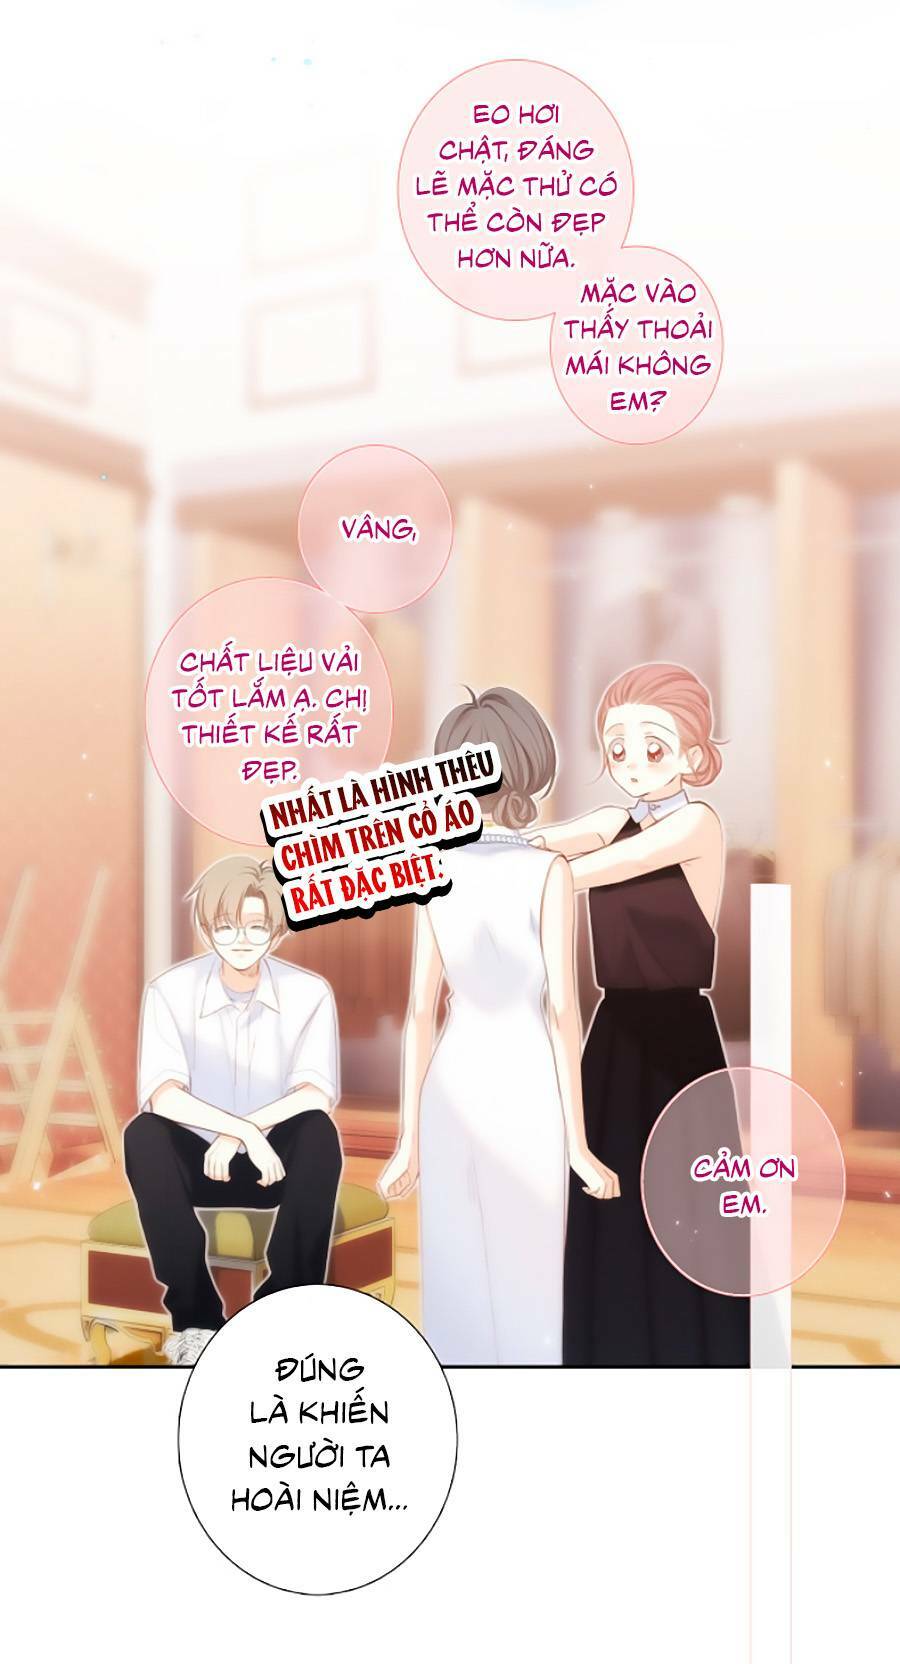 EO HƠI
CHẬT, ĐÁNG
LẼ MẶC THỬ CÓ
THỂ CÒN ĐẸP
HƠN NỮA.
MẶC VÀO
THẤY THOẢI
MÁI KHÔNG
EM?
VÂNG,
CHẤT LIỆU VẢI
TỐT LẮM Ạ. CHỊ
THIẾT KẾ RẤT
ĐẸP.
NHẤT LÀ HÌNH THÊU
CHÌM TRÊN CỔ ÁO
RẤT ĐẶC BIỆT.
CẢM ƠN
EM.
ĐÚNG
LÀ KHIẾN
NGƯỜI TA
HOÀI NIỆM...